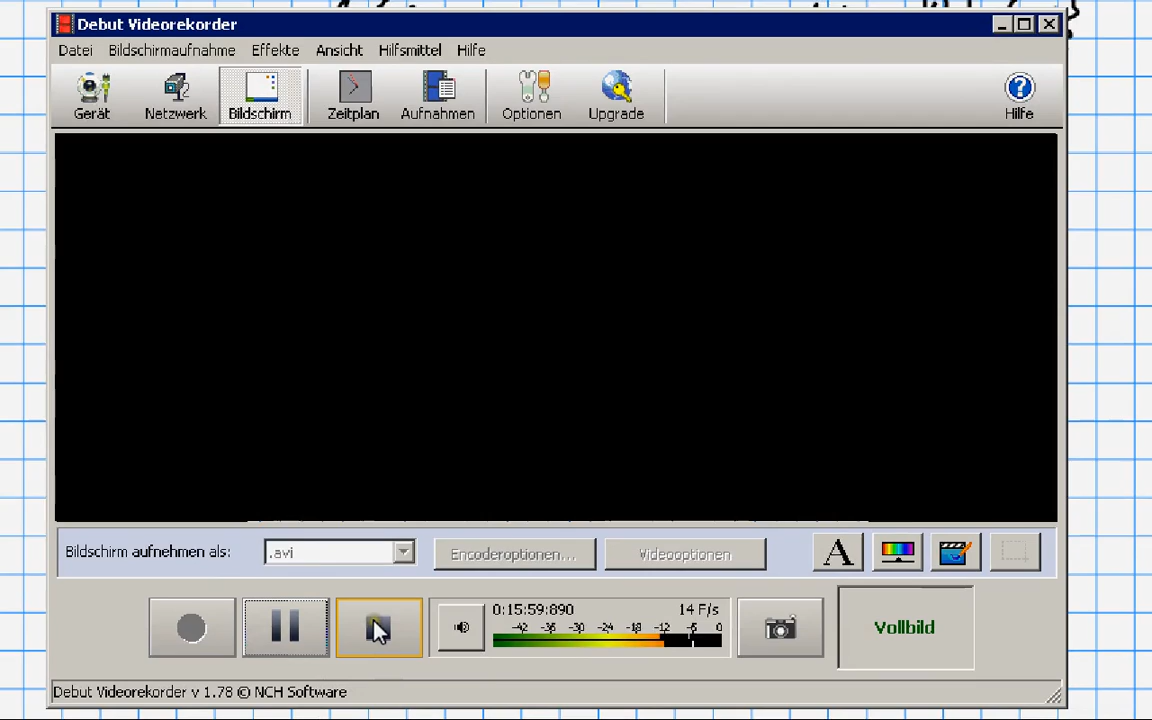 Debut Videorekorder
Datei Bildschirmaufnahme Effekte Ansicht Hilfsmittel Hilfe
Gerät Netzwerk Bildschirm Zeitplan Aufnahmen Optionen Upgrade Hilfe
Bildschirm aufnehmen als: .avi Encoderoptionen... Videooptionen A
0:15:59:890 14 F/s
-42 -36 -30 -24 -18 -12 -6 0
Vollbild
Debut Videorekorder v 1.78 © NCH Software